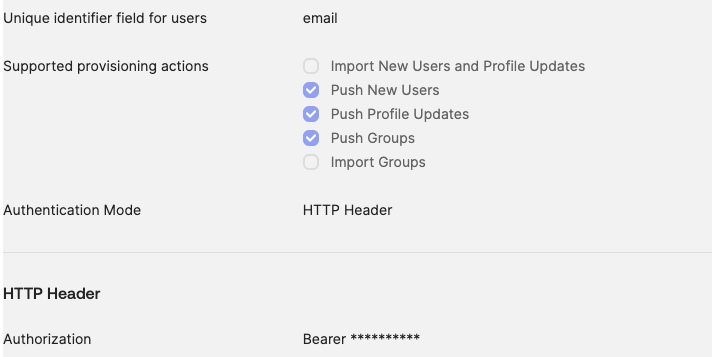 Unique identifier field for users email
Supported provisioning actions Import New Users and Profile Updates
Push New Users
Push Profile Updates
Push Groups
Import Groups
Authentication Mode HTTP Header
HTTP Header
Authorization Bearer **********